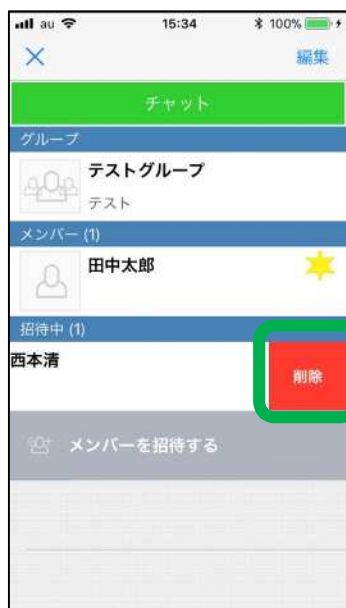 au 15:34 100%
編集
チャット
グループ
テストグループ
テスト
メンバー (1)
田中太郎
招待中 (1)
西本清
削除
メンバーを招待する